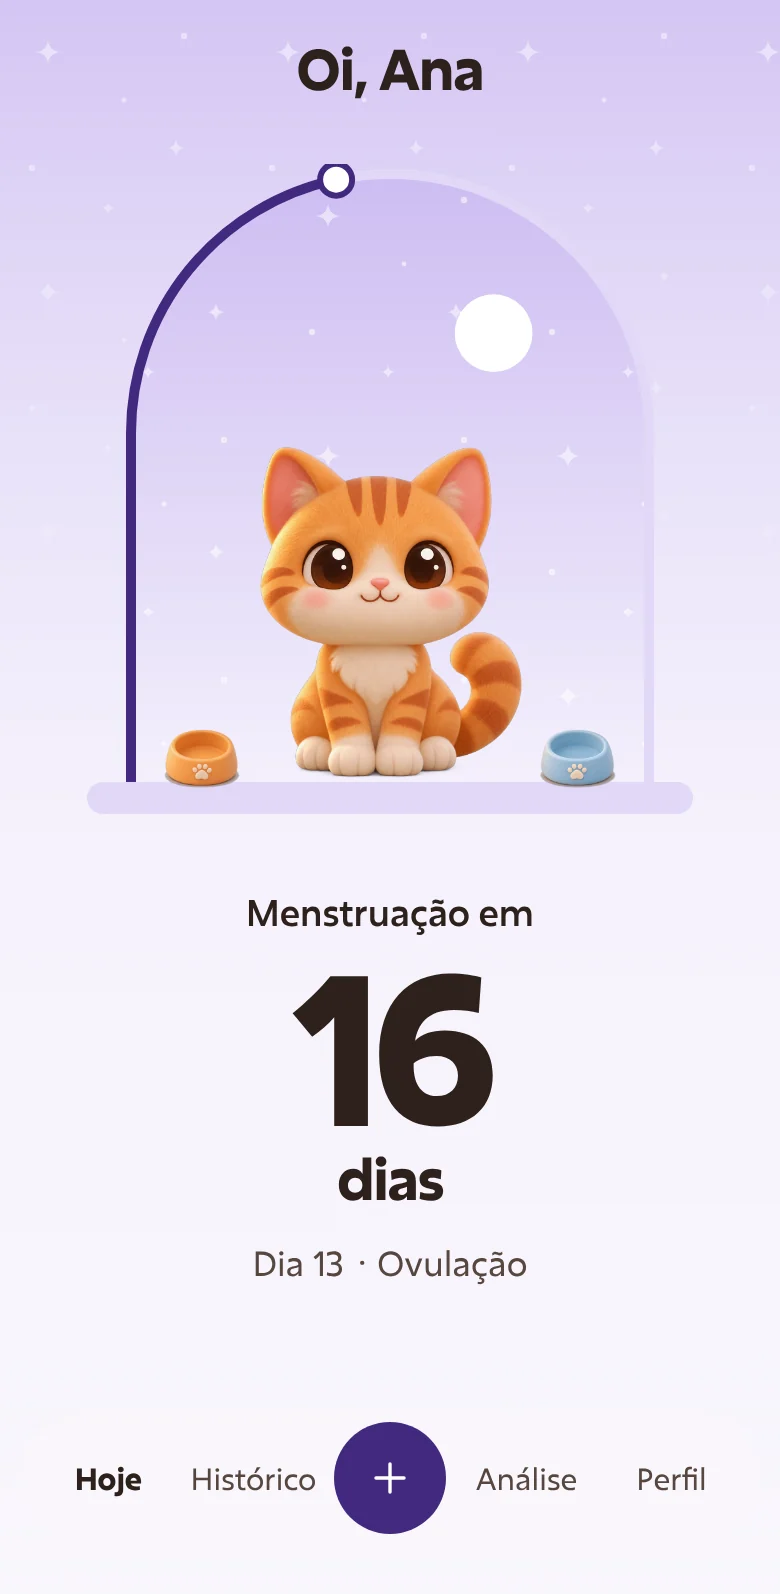 Oi, Ana
Menstruação em
16
dias
Dia 13 · Ovulação
Hoje Histórico + Análise Perfil